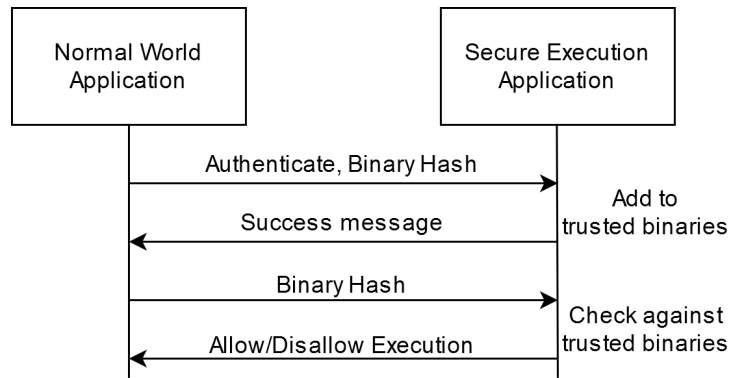 Normal World
Application
Secure Execution
Application
Authenticate, Binary Hash
Add to
trusted binaries
Success message
Binary Hash
Check against
trusted binaries
Allow/Disallow Execution